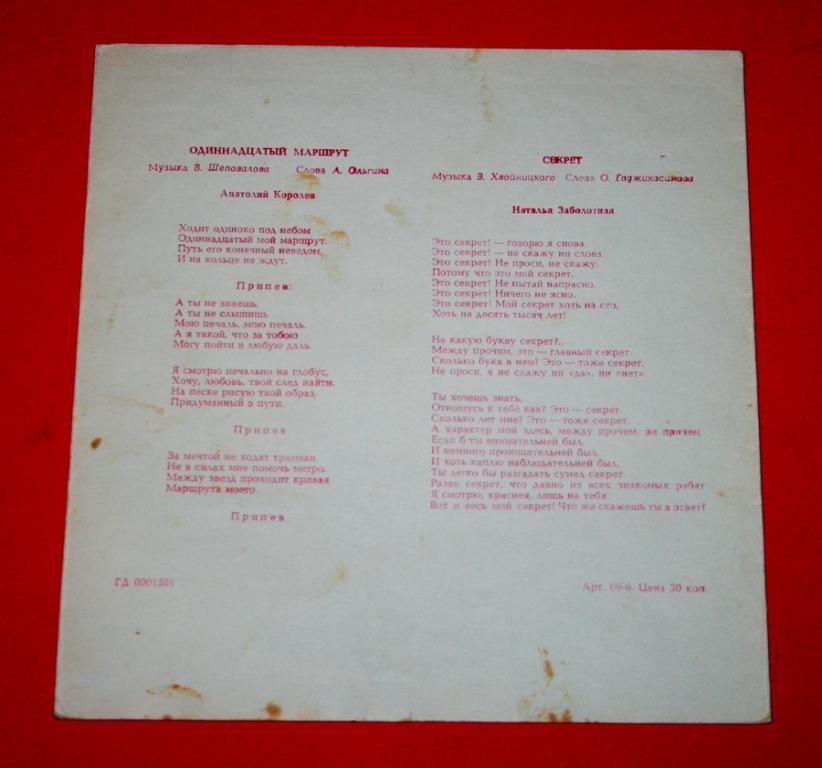 ОДИННАДЦАТЫЙ МАРШРУТ
Музыка В. Шеповалова Слова А. Ольгина
Анатолий Королев
Ходит одиноко под небом
Одиннадцатый мой маршрут.
Путь его конечный неведом,
И на кольце не ждут.
Припев:
А ты не знаешь,
А ты не слышишь
Мою печаль, мою печаль.
А я такой, что за тобою
Могу пойти в любую даль.
Я смотрю печально на глобус,
Хочу, любовь, твой след найти.
На песке рисую твой образ,
Придуманный в пути.
Припев
За мечтой не ходят трамваи,
Не в силах мне помочь метро.
Между звезд проходит кривая
Маршрута моего.
Припев
ГД 0001589
СЕКРЕТ
Музыка В. Хвойницкого Слова О. Гаджикасимова
Наталья Заболотная
Это секрет! — говорю я снова.
Это секрет! — не скажу ни слова.
Это секрет! Не проси, не скажу.
Потому что это мой секрет.
Это секрет! Не пытай напрасно.
Это секрет! Ничего не ясно.
Это секрет! Мой секрет хоть на сто,
Хоть на десять тысяч лет!
На какую букву секрет?..
Между прочим, это — главный секрет.
Сколько букв в нем? Это — тоже секрет.
Не проси, я не скажу ни «да», ни «нет».
Ты хочешь знать,
Отношусь к тебе как? Это — секрет.
Сколько лет мне? Это — тоже секрет.
А характер мой здесь, между прочим, не причем.
Если б ты внимательней был,
И немного проницательней был,
И хоть каплю наблюдательней был,
Ты легко бы разгадать сумел секрет.
Разве секрет, что давно из всех знакомых ребят
Я смотрю, краснея, лишь на тебя.
Вот и весь мой секрет! Что же скажешь ты в ответ?
Арт. 09-6. Цена 30 коп.